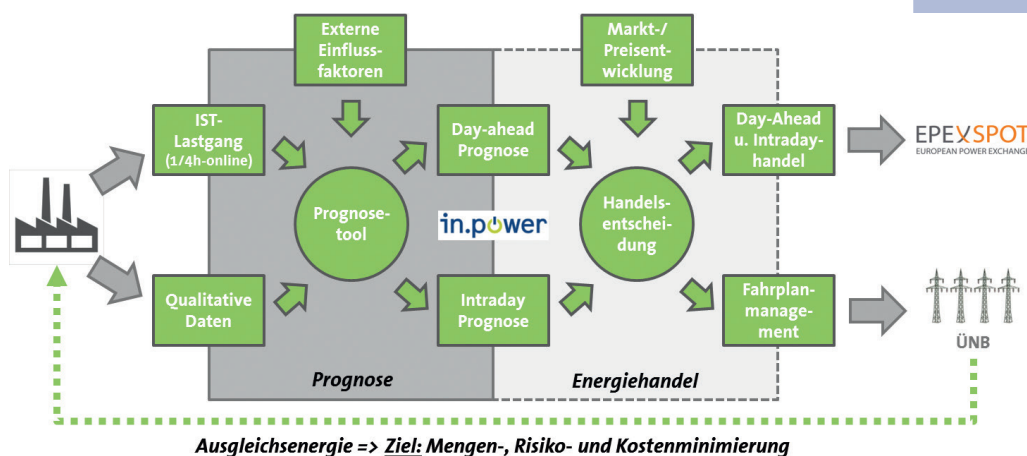 Externe
Einfluss-
faktoren
Markt-/
Preisent-
wicklung
IST-
Lastgang
(1/4h-online)
Day-ahead
Prognose
Day-Ahead
u. Intraday-
handel
EPEXSPOT
EUROPEAN POWER EXCHANGE
Prognose-
tool
in.power
Handels-
entschei-
dung
Qualitative
Daten
Intraday
Prognose
Fahrplan-
manage-
ment
ÜNB
Prognose
Energiehandel
Ausgleichsenergie => Ziel: Mengen-, Risiko- und Kostenminimierung